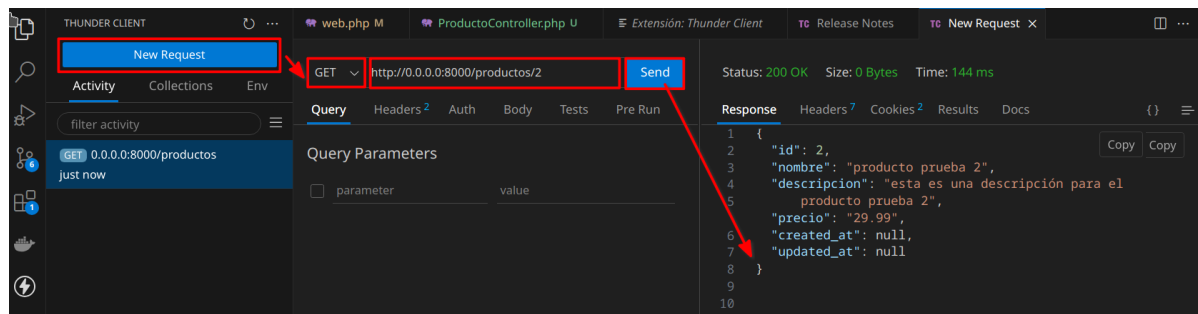 THUNDER CLIENT
New Request
Activity Collections Env
filter activity
GET 0.0.0.0:8000/productos
just now
6
1
web.php M ProductoController.php U Extensión: Thunder Client TC Release Notes TC New Request
GET http://0.0.0.0:8000/productos/2 Send
Query Headers 2 Auth Body Tests Pre Run
Query Parameters
parameter value
Status: 200 OK Size: 0 Bytes Time: 144 ms
Response Headers 7 Cookies 2 Results Docs {}
Copy Copy
1 {
2 "id": 2,
3 "nombre": "producto prueba 2",
4 "descripcion": "esta es una descripción para el
5 producto prueba 2",
"precio": "29.99",
6 "created_at": null,
7 "updated_at": null
8 }
9
10